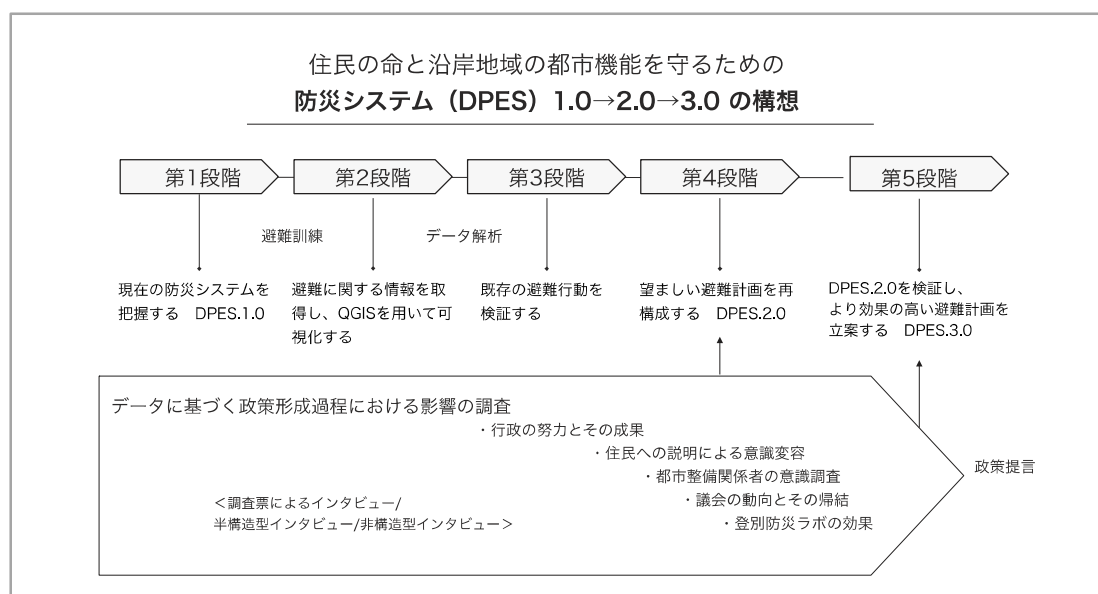 住民の命と沿岸地域の都市機能を守るための
防災システム（DPES）1.0→2.0→3.0 の構想
第1段階
第2段階
第3段階
第4段階
第5段階
避難訓練
データ解析
現在の防災システムを
把握する　DPES.1.0
避難に関する情報を取
得し、QGISを用いて可
視化する
既存の避難行動を
検証する
望ましい避難計画を再
構成する　DPES.2.0
DPES.2.0を検証し、
より効果の高い避難計画を
立案する　DPES.3.0
データに基づく政策形成過程における影響の調査
・行政の努力とその成果
・住民への説明による意識変容
・都市整備関係者の意識調査
・議会の動向とその帰結
・登別防災ラボの効果
＜調査票によるインタビュー/
半構造型インタビュー/非構造型インタビュー＞
政策提言